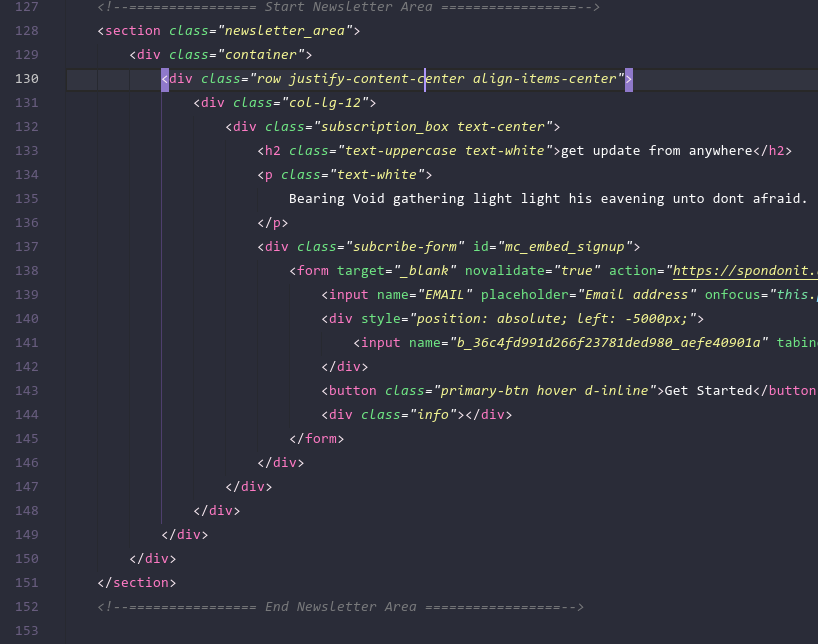 127 <!--================ Start Newsletter Area =================-->
128 <section class="newsletter_area">
129 <div class="container">
130 <div class="row justify-content-center align-items-center">
131 <div class="col-lg-12">
132 <div class="subscription_box text-center">
133 <h2 class="text-uppercase text-white">get update from anywhere</h2>
134 <p class="text-white">
135 Bearing Void gathering light light his eavening unto dont afraid.
136 </p>
137 <div class="subcribe-form" id="mc_embed_signup">
138 <form target="_blank" novalidate="true" action="https://spondonit.
139 <input name="EMAIL" placeholder="Email address" onfocus="this.
140 <div style="position: absolute; left: -5000px;">
141 <input name="b_36c4fd991d266f23781ded980_aefe40901a" tabin
142 </div>
143 <button class="primary-btn hover d-inline">Get Started</button
144 <div class="info"></div>
145 </form>
146 </div>
147 </div>
148 </div>
149 </div>
150 </div>
151 </section>
152 <!--================ End Newsletter Area =================-->
153